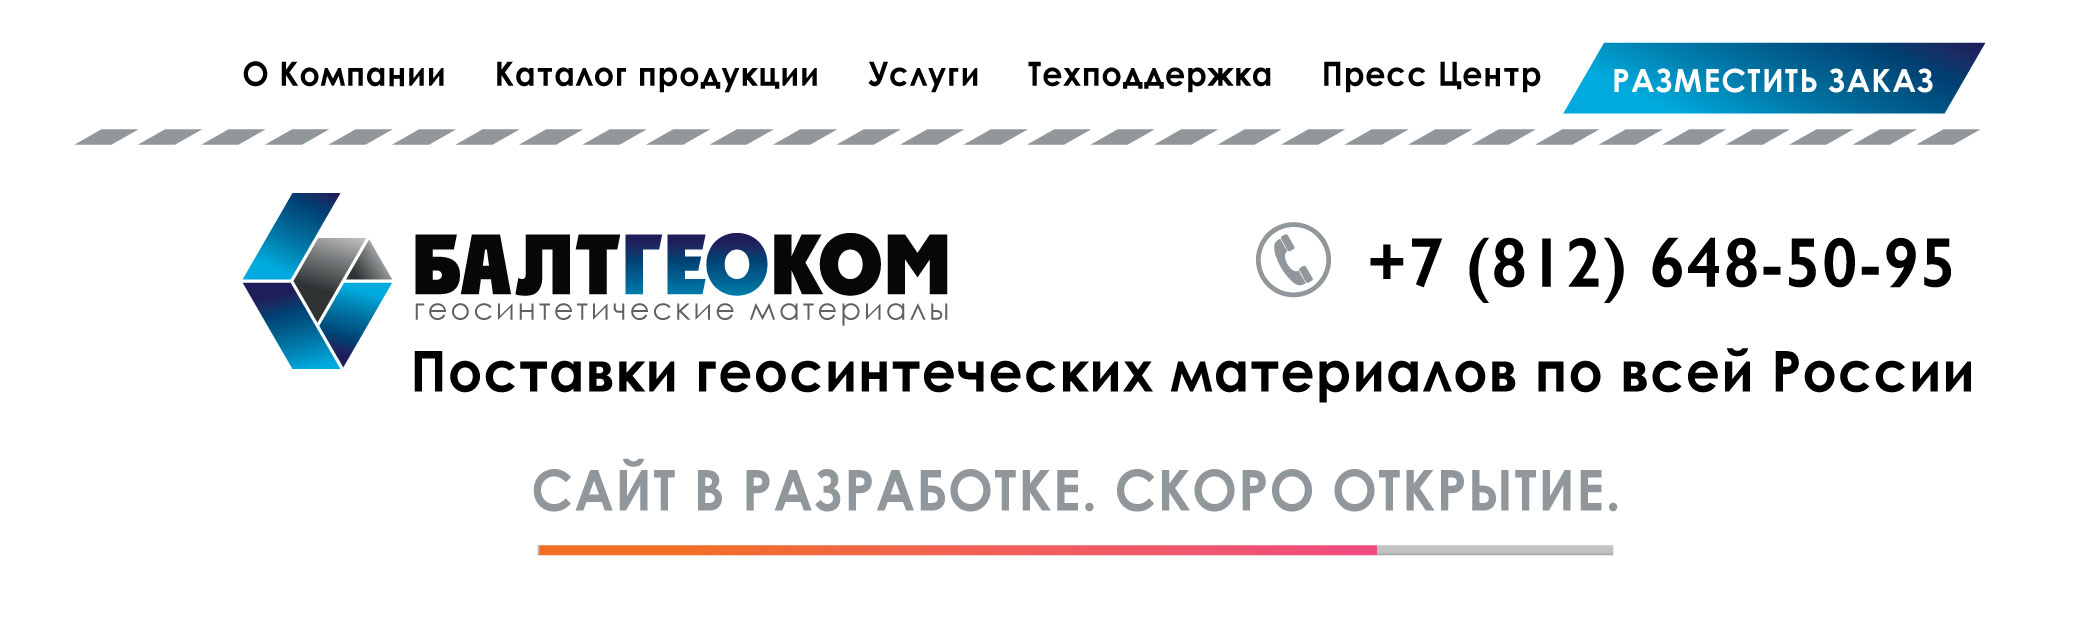 О Компании Каталог продукции Услуги Техподдержка Пресс Центр РАЗМЕСТИТЬ ЗАКАЗ
БАЛТГЕОКОМ
геосинтетические материалы
+7 (812) 648-50-95
Поставки геосинтеческих материалов по всей России
САЙТ В РАЗРАБОТКЕ. СКОРО ОТКРЫТИЕ.